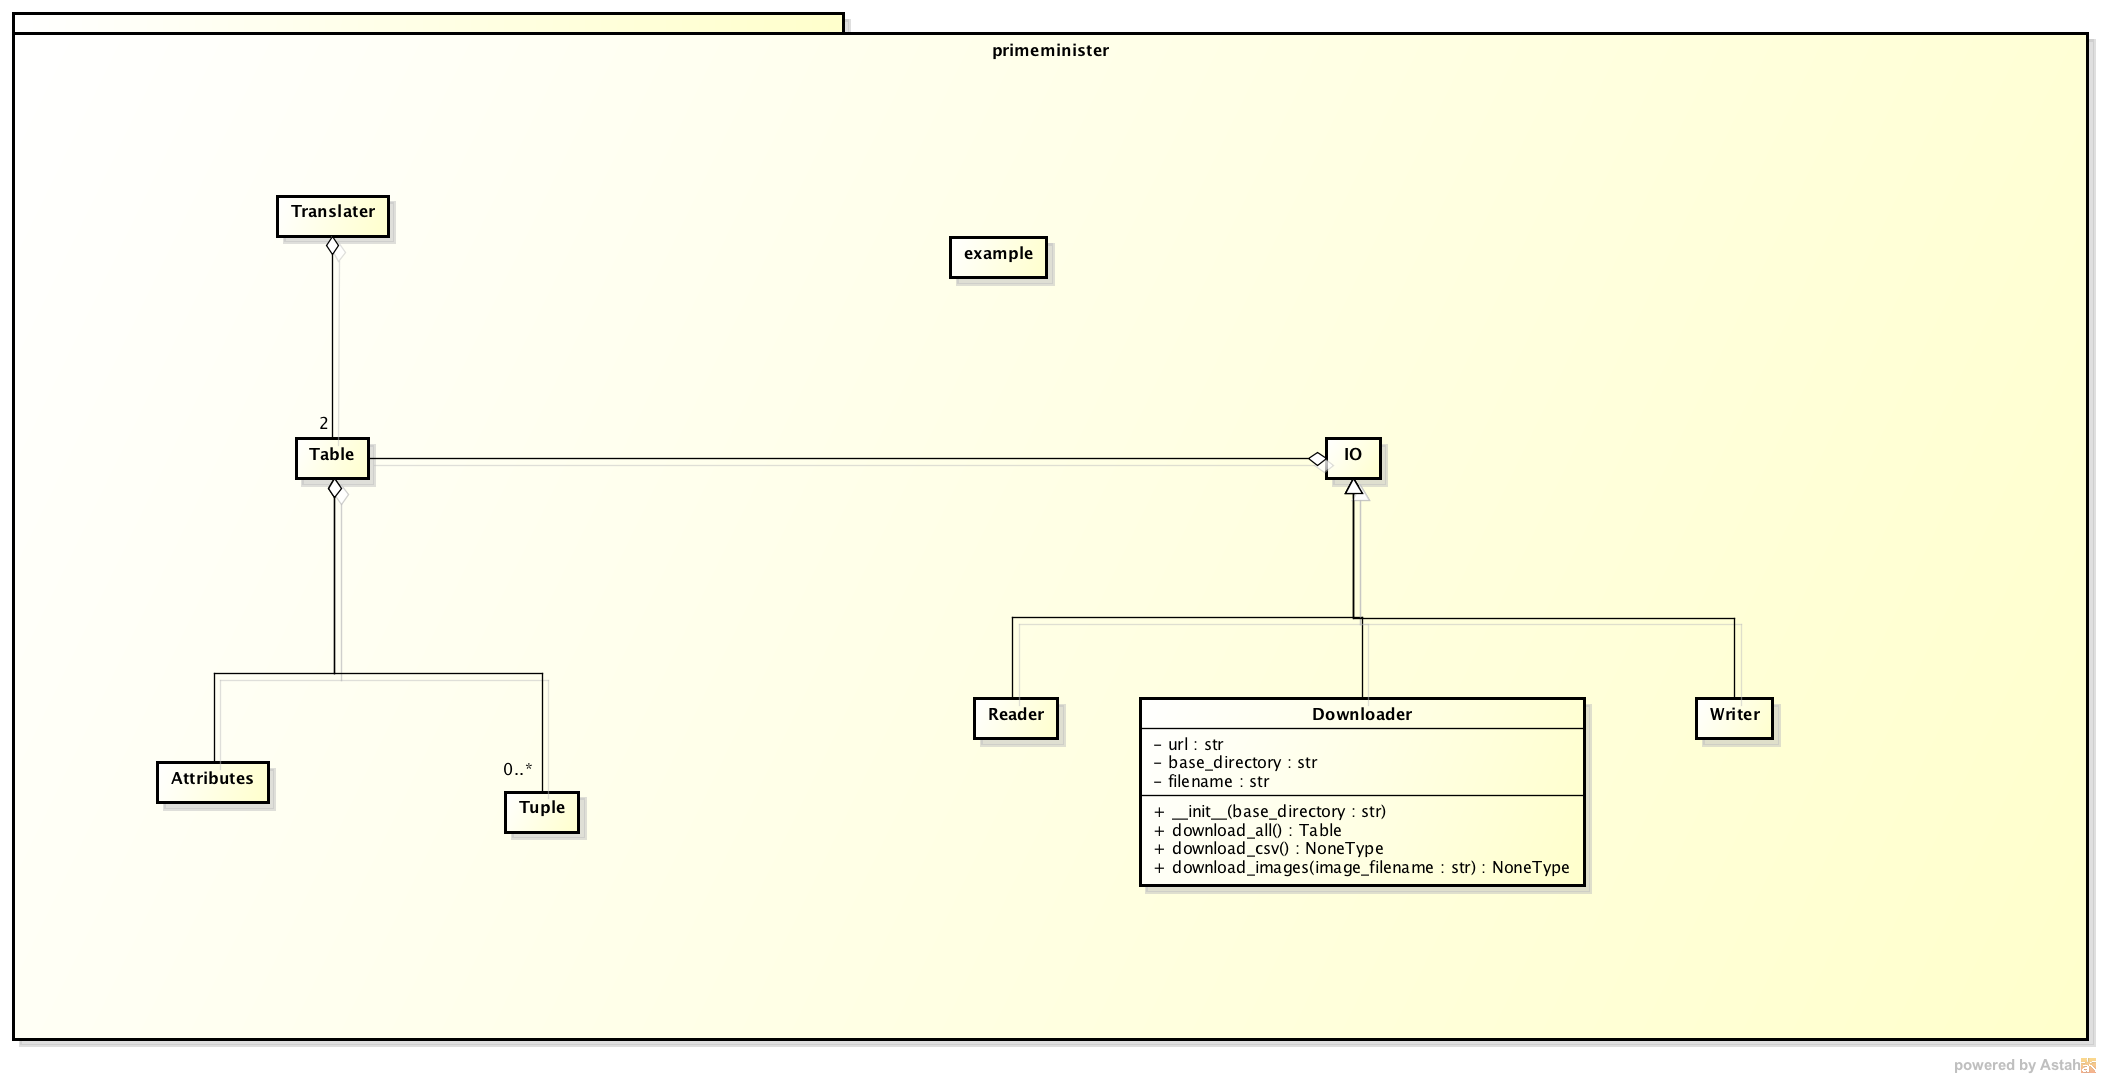 primeminister
Translater
example
2
Table
IO
Reader
Downloader
Writer
– url : str
– base_directory : str
– filename : str
Attributes
0..*
Tuple
+ __init__(base_directory : str)
+ download_all() : Table
+ download_csv() : NoneType
+ download_images(image_filename : str) : NoneType
powered by Astah